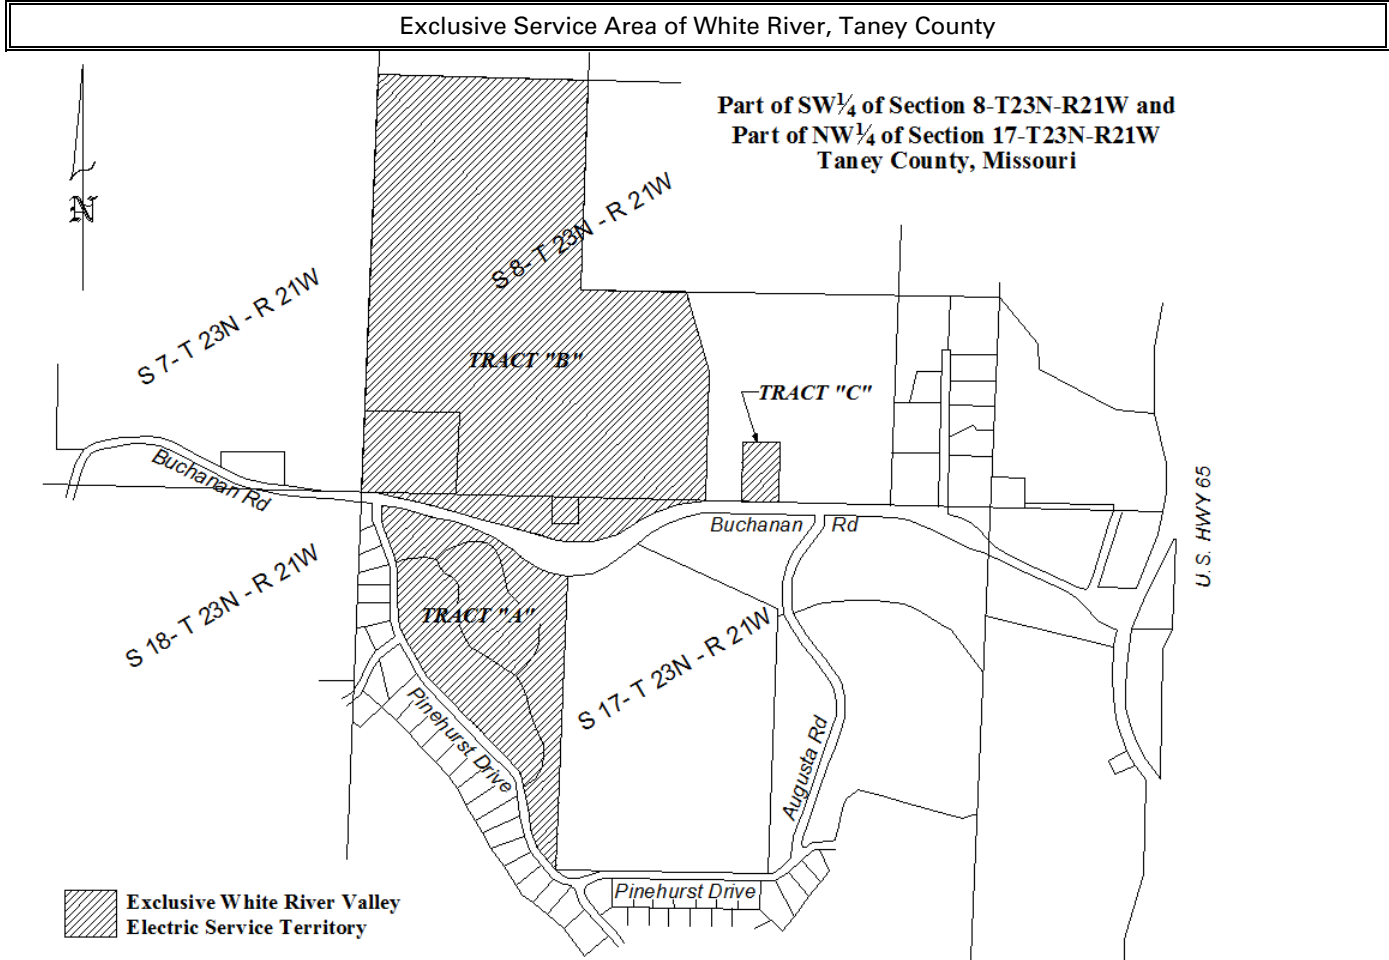 Exclusive Service Area of White River, Taney County
Part of SW¼ of Section 8-T23N-R21W and
Part of NW¼ of Section 17-T23N-R21W
Taney County, Missouri
N
S 8- T 23N - R 21W
S 7- T 23N - R 21W
TRACT "B"
TRACT "C"
Buchanan Rd
U.S. HWY 65
Buchanan Rd
S 18- T 23N - R 21W
TRACT "A"
S 17- T 23N - R 21W
Pinehurst Drive
Augusta Rd
Pinehurst Drive
Exclusive White River Valley
Electric Service Territory